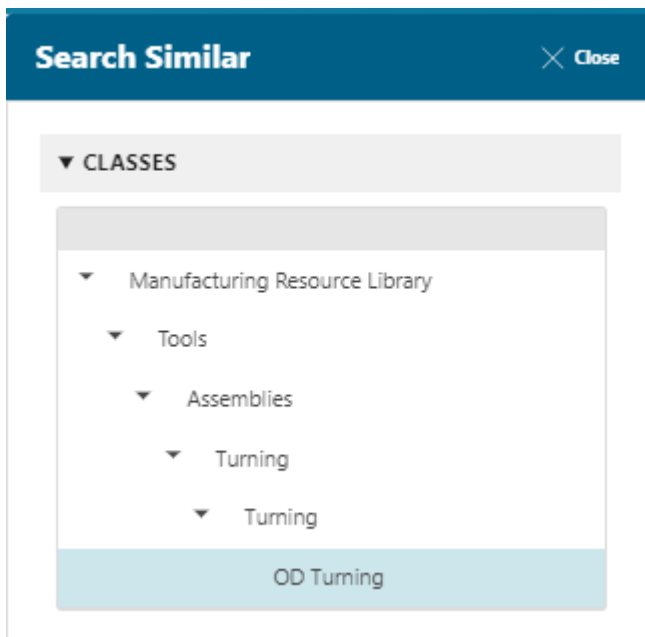 Search Similar Close
CLASSES
Manufacturing Resource Library
Tools
Assemblies
Turning
Turning
OD Turning